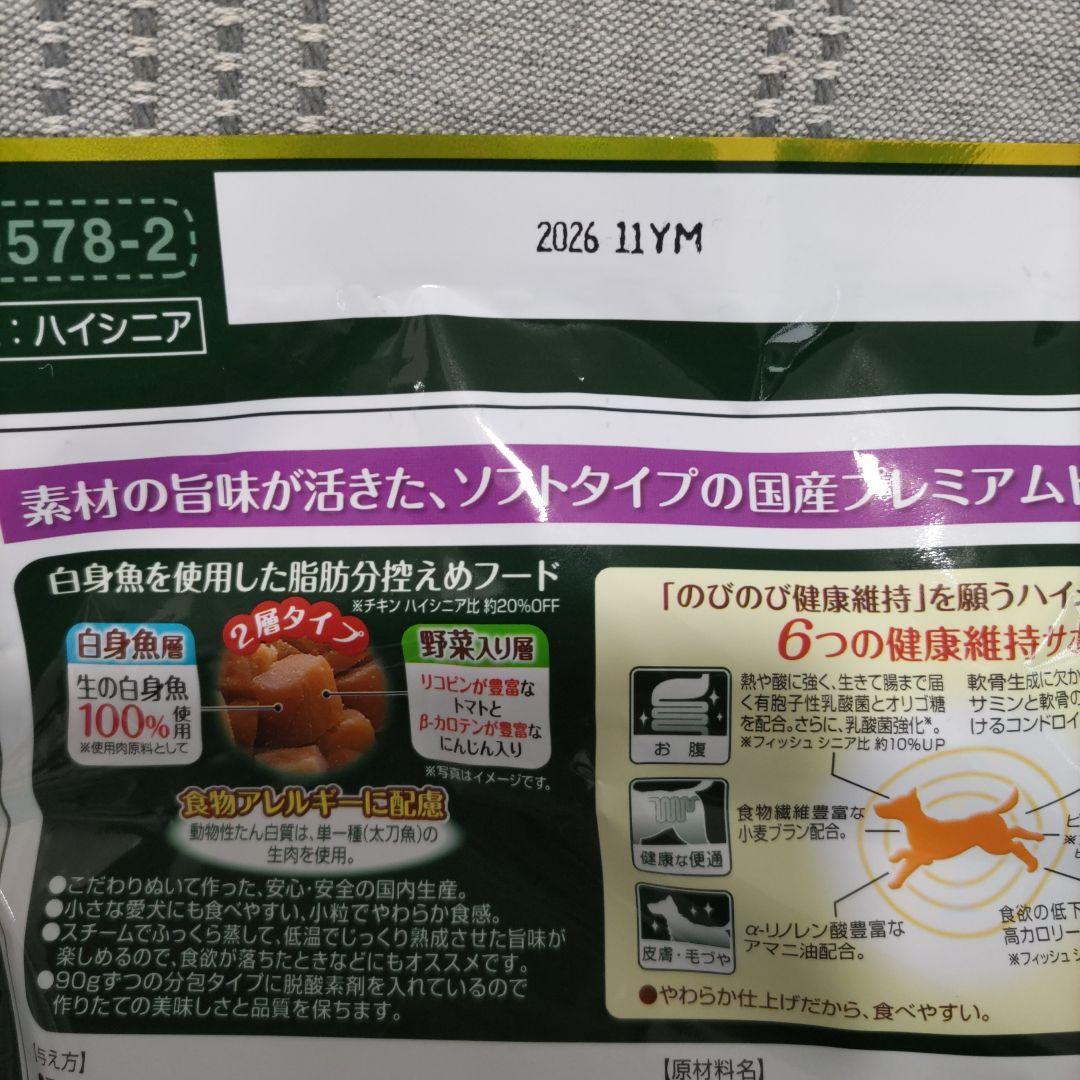 2026 11YM
578-2
：ハイシニア
素材の旨味が活きた、ソフトタイプの国産プレミアム
白身魚を使用した脂肪分控えめフード
※チキン ハイシニア比 約20%OFF
2層タイプ
白身魚層
生の白身魚
100%使用
※使用肉原料として
野菜入り層
リコピンが豊富な
トマトと
β-カロテンが豊富な
にんじん入り
※写真はイメージです。
食物アレルギーに配慮
動物性たん白質は、単一種(太刀魚)の
生肉を使用。
●こだわりぬいて作った、安心・安全の国内生産。
●小さな愛犬にも食べやすい、小粒でやわらか食感。
●スチームでふっくら蒸して、低温でじっくり熟成させた旨味が
楽しめるので、食欲が落ちたときなどにもオススメです。
●90gずつの分包タイプに脱酸素剤を入れているので
作りたての美味しさと品質を保ちます。
「のびのび健康維持」を願うハイ
6つの健康維持サポ
お腹
熱や酸に強く、生きて腸まで届
く有胞子性乳酸菌とオリゴ糖
を配合。さらに、乳酸菌強化※。
※フィッシュ シニア比 約10%UP
軟骨生成に欠か
サミンと軟骨の
けるコンドロイ
健康な便通
食物繊維豊富な
小麦ブラン配合。
皮膚・毛づや
α-リノレン酸豊富な
アマニ油配合。
食欲の低下
高カロリー
※フィッシュシ
●やわらか仕上げだから、食べやすい。
与え方】
【原材料名】